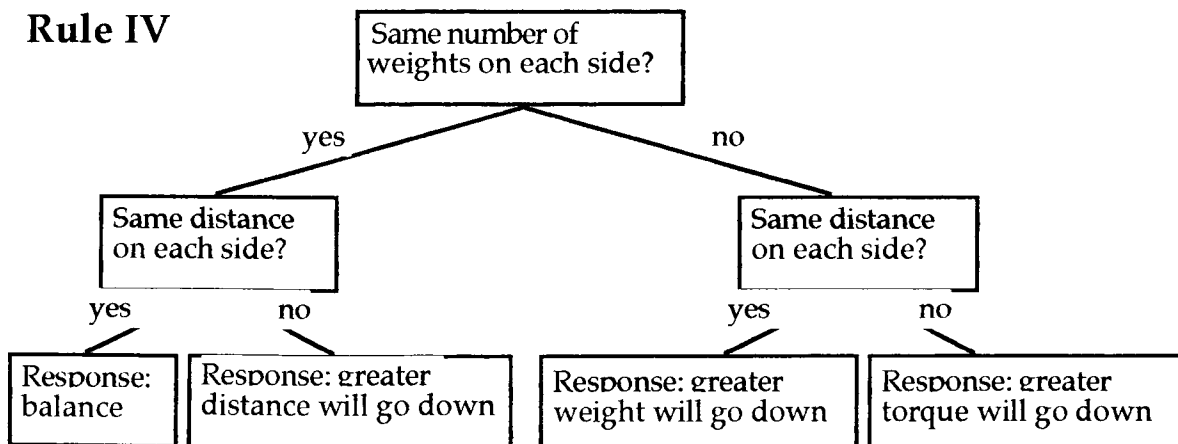 Rule IV
Same number of
weights on each side?
yes
no
Same distance
on each side?
Same distance
on each side?
yes
no
yes
no
Response:
balance
Response: greater
distance will go down
Response: greater
weight will go down
Response: greater
torque will go down